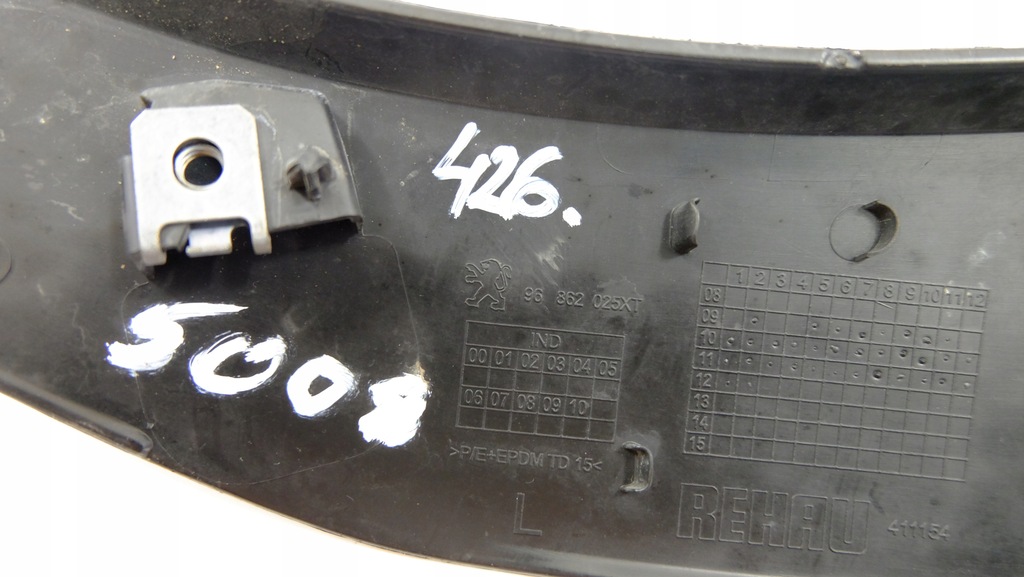 426.
5008
96 862 025XT
IND
00 01 02 03 04 05
06 07 08 09 10
>P/E+EPDM TD 15<
L
1 2 3 4 5 6 7 8 9 10 11 12
08
09
10
11
12
13
14
15
REHAU 411154